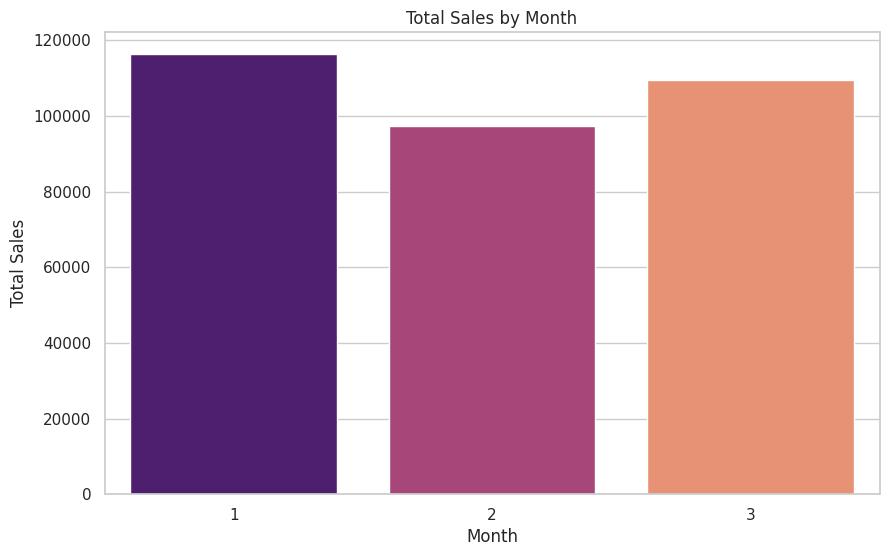 Total Sales by Month
120000
100000
80000
60000
40000
20000
0
Total Sales
1 2 3
Month